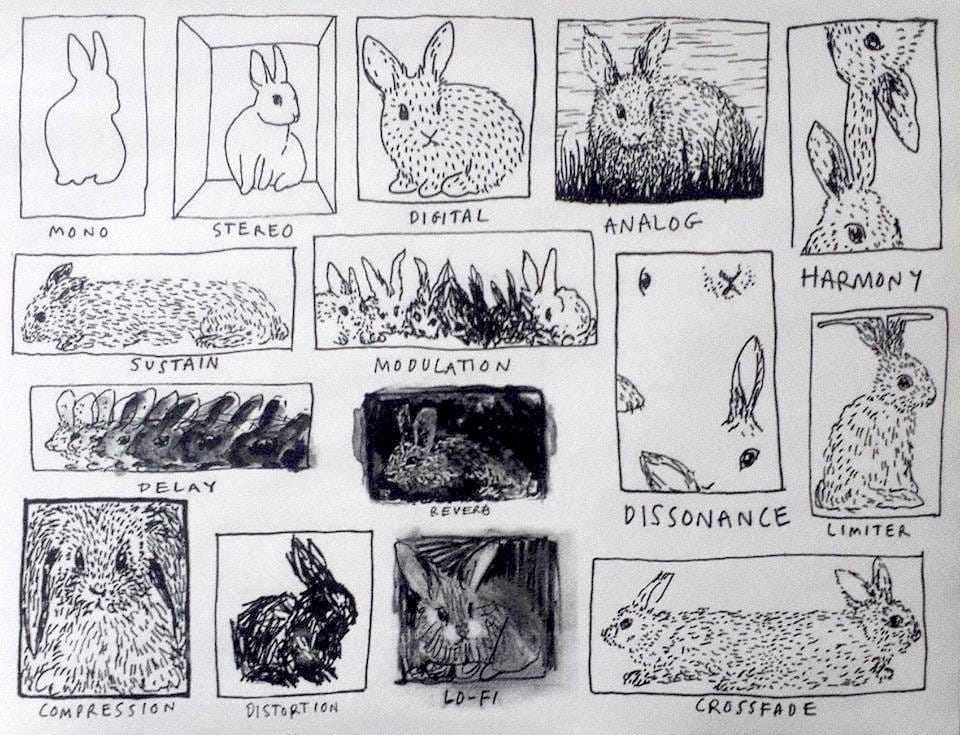 MONO
STEREO
DIGITAL
ANALOG
HARMONY
SUSTAIN
MODULATION
DELAY
REVERB
DISSONANCE
LIMITER
COMPRESSION
DISTORTION
LO-FI
CROSSFADE